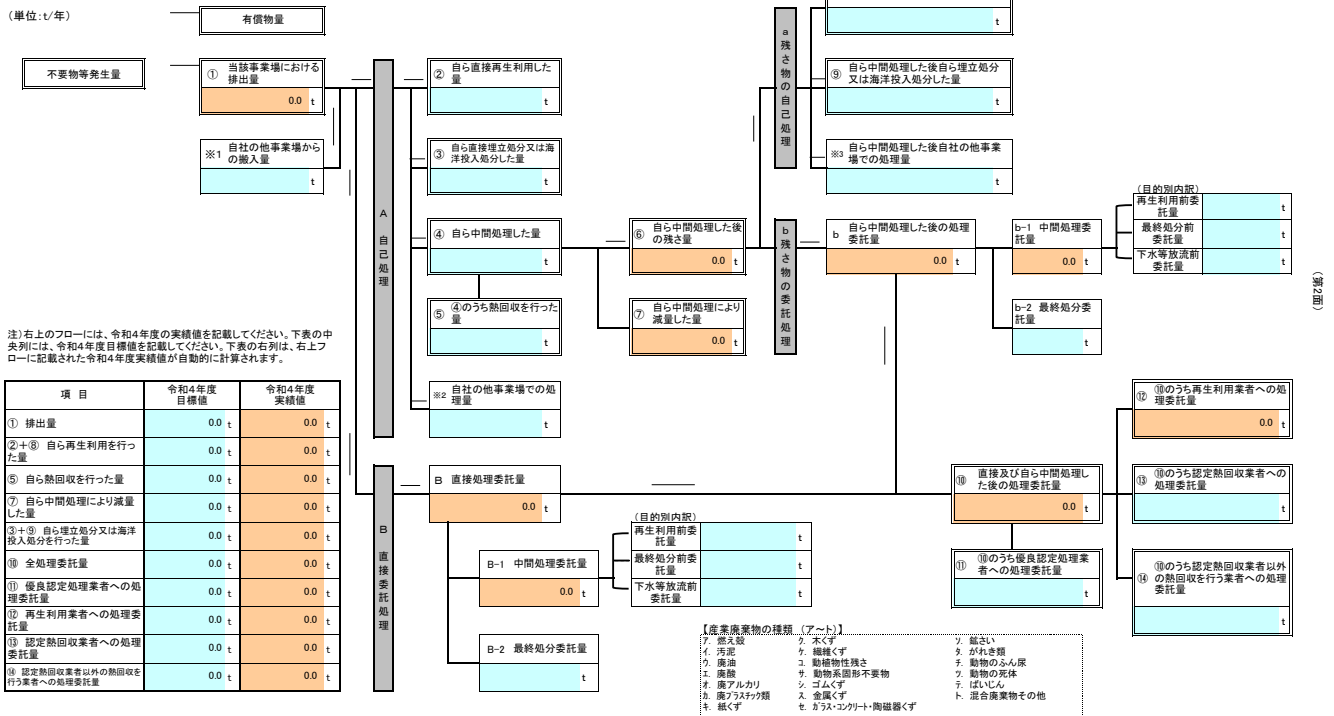 (単位:t/年)
有償物量
不要物等発生量
① 当該事業場における
排出量
0.0 t
※1 自社の他事業場から
の搬入量
t
A 自己処理
② 自ら直接再生利用した
量
t
③ 自ら直接埋立処分又は海
洋投入処分した量
t
④ 自ら中間処理した量
t
⑤ ④のうち熱回収を行った
量
t
※2 自社の他事業場での処
理量
t
⑥ 自ら中間処理した後
の残さ量
0.0 t
⑦ 自ら中間処理により
減量した量
0.0 t
a 残さ物の自己処理
t
⑨ 自ら中間処理した後自ら埋立処分
又は海洋投入処分した量
t
※3 自ら中間処理した後自社の他事業
場での処理量
t
b 残さ物の委託処理
b 自ら中間処理した後の処理
委託量
0.0 t
b-1 中間処理委
託量
0.0 t
b-2 最終処分委
託量
t
(目的別内訳)
再生利用前委
託量 t
最終処分前
委託量 t
下水等放流前
委託量 t
(第2面)
注)右上のフローには、令和4年度の実績値を記載してください。下表の中
央列には、令和4年度目標値を記載してください。下表の右列は、右上フ
ローに記載された令和4年度実績値が自動的に計算されます。
項 目 令和4年度 目標値 令和4年度 実績値
① 排出量 0.0 t 0.0 t
②+⑧ 自ら再生利用を行っ
た量 0.0 t 0.0 t
⑤ 自ら熱回収を行った量 0.0 t 0.0 t
⑦ 自ら中間処理により減量
した量 0.0 t 0.0 t
③+⑨ 自ら埋立処分又は海洋
投入処分を行った量 0.0 t 0.0 t
⑩ 全処理委託量 0.0 t 0.0 t
⑪ 優良認定処理業者への処
理委託量 0.0 t 0.0 t
⑫ 再生利用業者への処理委
託量 0.0 t 0.0 t
⑬ 認定熱回収業者への処理
委託量 0.0 t 0.0 t
⑭ 認定熱回収業者以外の熱回収を
行う業者への処理委託量 0.0 t 0.0 t
B 直接委託処理
B 直接処理委託量
0.0 t
B-1 中間処理委託量
0.0 t
B-2 最終処分委託量
t
(目的別内訳)
再生利用前委
託量 t
最終処分前委
託量 t
下水等放流前
委託量 t
⑩ 直接及び自ら中間処理し
た後の処理委託量
0.0 t
⑪ ⑩のうち優良認定処理業
者への処理委託量
t
⑫ ⑩のうち再生利用業者への処
理委託量
0.0 t
⑬ ⑩のうち認定熱回収業者への処
理委託量
t
⑭ ⑩のうち認定熱回収業者以外
の熱回収を行う業者への処理
委託量
t
【産業廃棄物の種類 (ア~ト)】
ア. 燃え殻 ク. 木くず ソ. 鉱さい
イ. 汚泥 ケ. 繊維くず タ. がれき類
ウ. 廃油 コ. 動植物性残さ チ. 動物のふん尿
エ. 廃酸 サ. 動物系固形不要物 ツ. 動物の死体
オ. 廃アルカリ シ. ゴムくず テ. ばいじん
カ. 廃プラスチック類 ス. 金属くず ト. 混合廃棄物その他
キ. 紙くず セ. ガラス・コンクリート・陶磁器くず